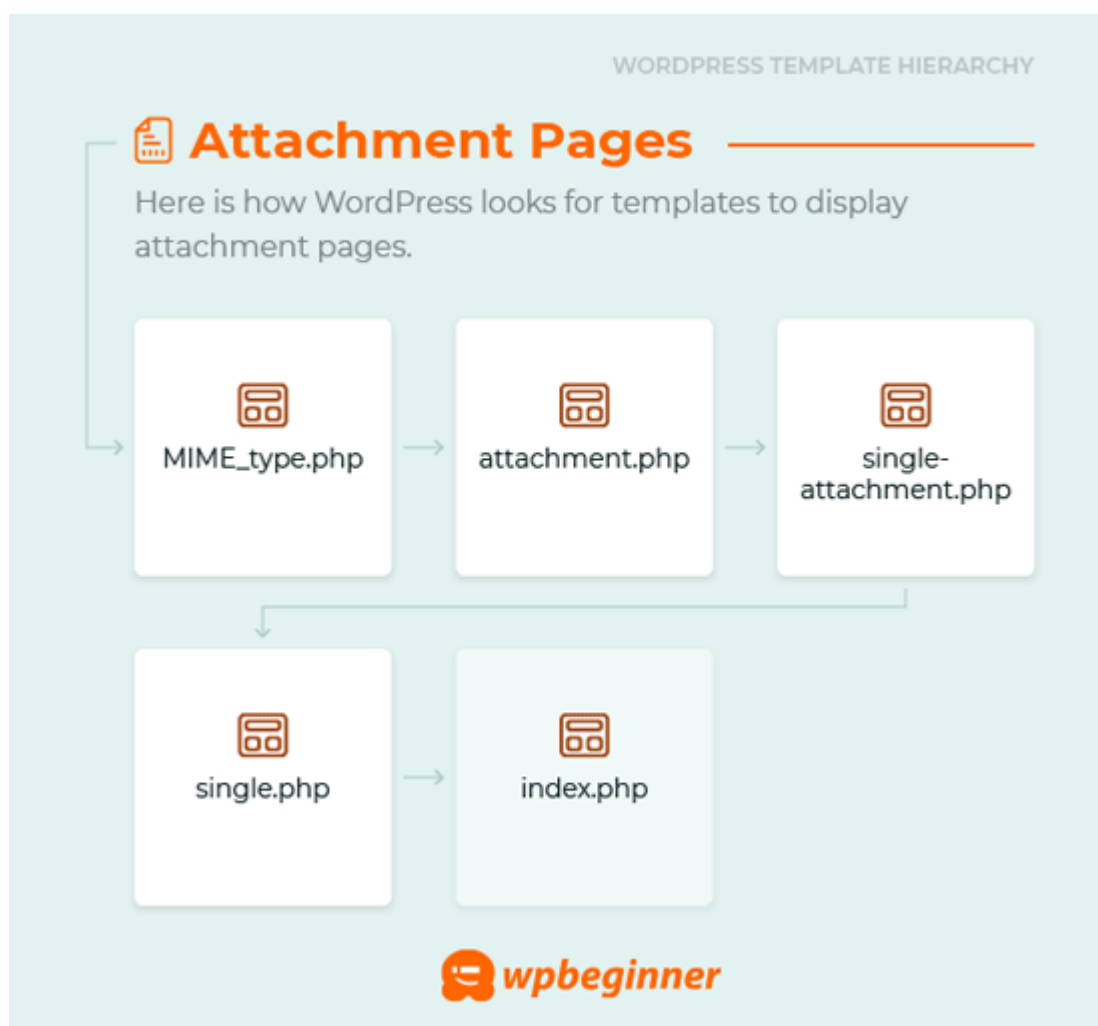 WORDPRESS TEMPLATE HIERARCHY
Attachment Pages
Here is how WordPress looks for templates to display
attachment pages.
MIME_type.php
attachment.php
single-
attachment.php
single.php
index.php
wpbeginner